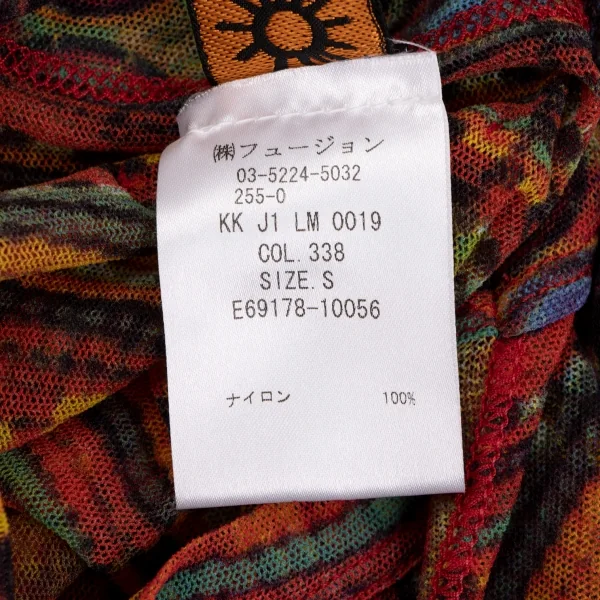 ㈱フュージョン
03-5224-5032
255-0
KK J1 LM 0019
COL.338
SIZE.S
E69178-10056
ナイロン 100%